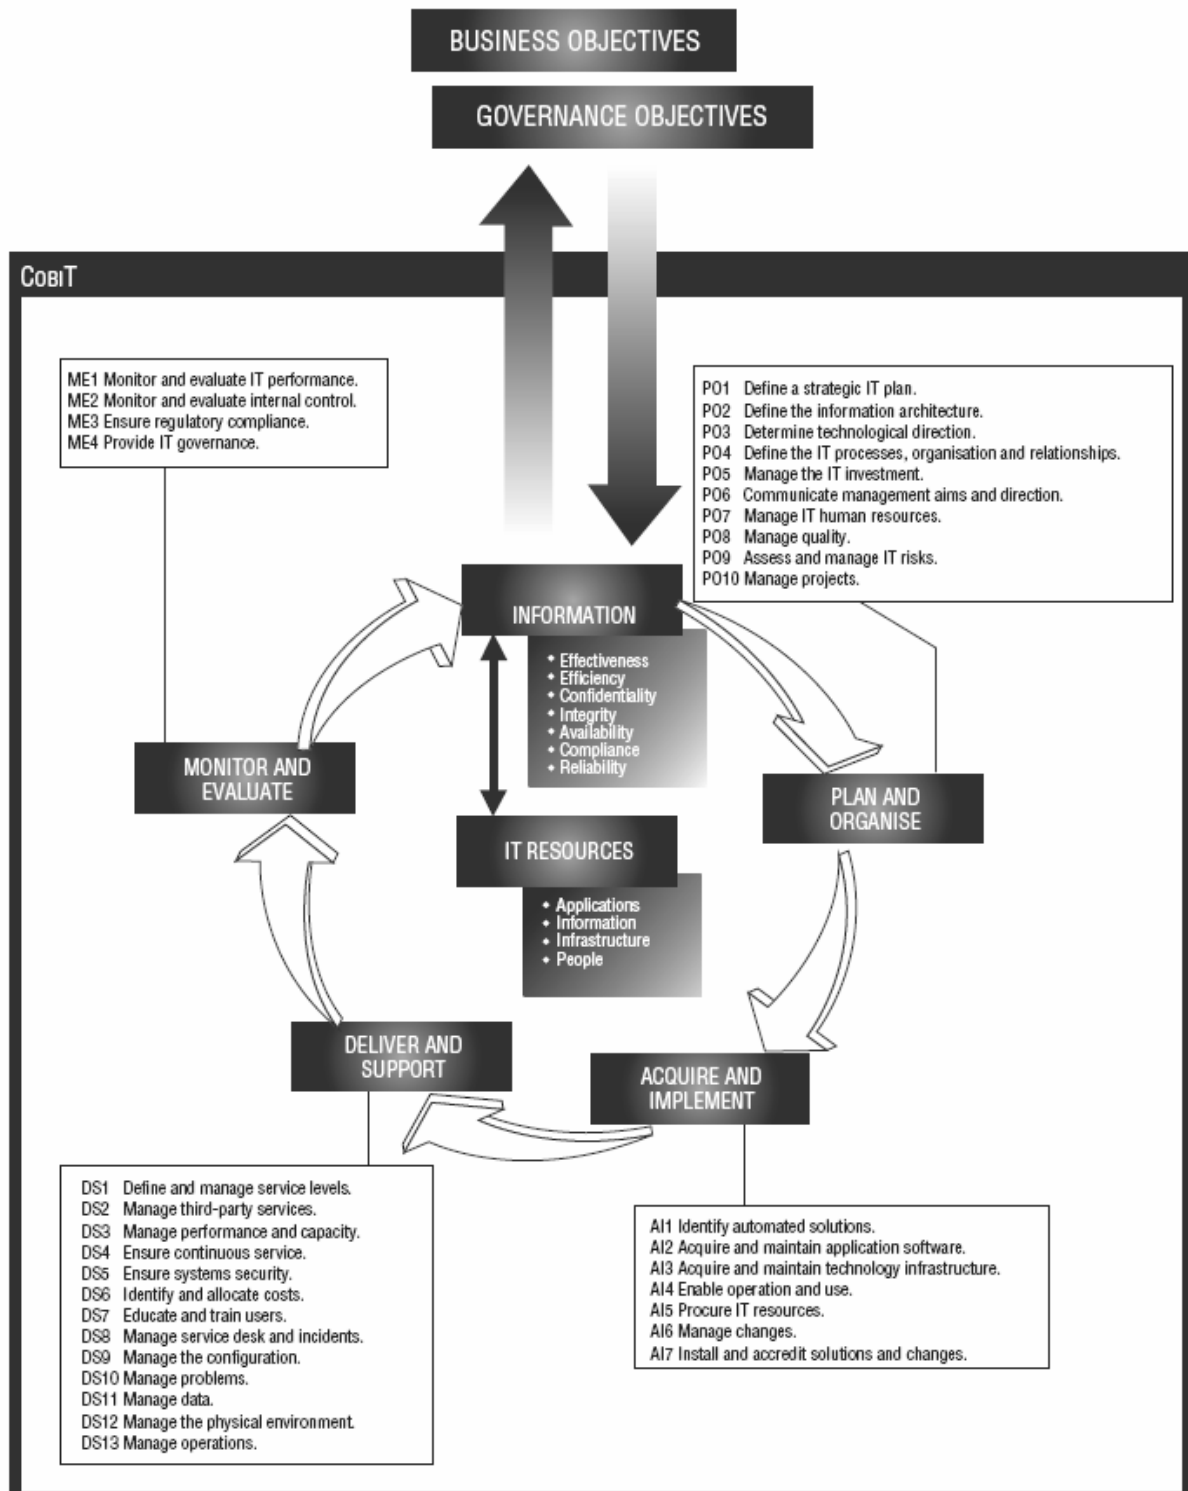 BUSINESS OBJECTIVES
GOVERNANCE OBJECTIVES
COBIT
ME1 Monitor and evaluate IT performance.
ME2 Monitor and evaluate internal control.
ME3 Ensure regulatory compliance.
ME4 Provide IT governance.
PO1 Define a strategic IT plan.
PO2 Define the information architecture.
PO3 Determine technological direction.
PO4 Define the IT processes, organisation and relationships.
PO5 Manage the IT investment.
PO6 Communicate management aims and direction.
PO7 Manage IT human resources.
PO8 Manage quality.
PO9 Assess and manage IT risks.
PO10 Manage projects.
INFORMATION
• Effectiveness
• Efficiency
• Confidentiality
• Integrity
• Availability
• Compliance
• Reliability
MONITOR AND
EVALUATE
PLAN AND
ORGANISE
IT RESOURCES
• Applications
• Information
• Infrastructure
• People
DELIVER AND
SUPPORT
ACQUIRE AND
IMPLEMENT
DS1 Define and manage service levels.
DS2 Manage third-party services.
DS3 Manage performance and capacity.
DS4 Ensure continuous service.
DS5 Ensure systems security.
DS6 Identify and allocate costs.
DS7 Educate and train users.
DS8 Manage service desk and incidents.
DS9 Manage the configuration.
DS10 Manage problems.
DS11 Manage data.
DS12 Manage the physical environment.
DS13 Manage operations.
AI1 Identify automated solutions.
AI2 Acquire and maintain application software.
AI3 Acquire and maintain technology infrastructure.
AI4 Enable operation and use.
AI5 Procure IT resources.
AI6 Manage changes.
AI7 Install and accredit solutions and changes.